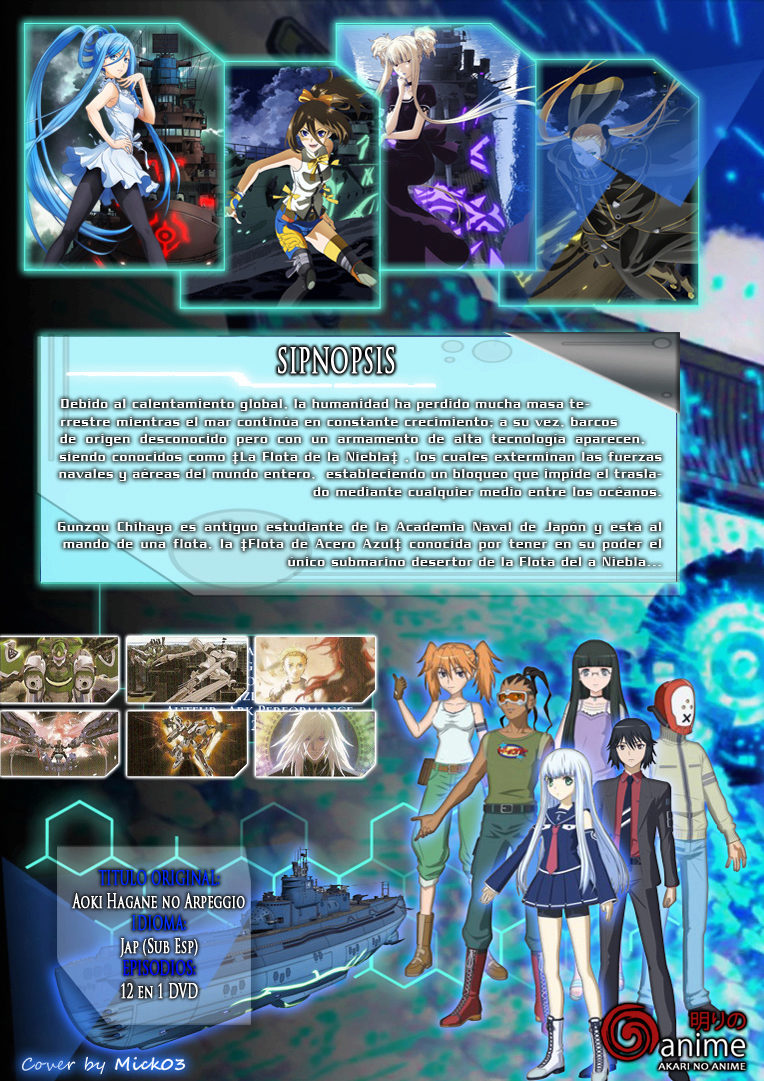 SIPNOPSIS
Debido al calentamiento global, la humanidad ha perdido mucha masa te-
rrestre mientras el mar continúa en constante crecimiento; a su vez, barcos
de origen desconocido pero con un armamento de alta tecnología aparecen,
siendo conocidos como ‡La Flota de la Niebla‡ , los cuales exterminan las fuerzas
navales y aéreas del mundo entero, estableciendo un bloqueo que impide el trasla-
do mediante cualquier medio entre los océanos.
Gunzou Chihaya es antiguo estudiante de la Academia Naval de Japón y está al
mando de una flota, la ‡Flota de Acero Azul‡ conocida por tener en su poder el
único submarino desertor de la Flota del a Niebla...
TITULO ORIGINAL:
AOKI HAGANE NO ARPEGGIO
IDIOMA:
JAP (SUB ESP)
EPISODIOS:
12 EN 1 DVD
Cover by Mick03
明りの
anime
AKARI NO ANIME